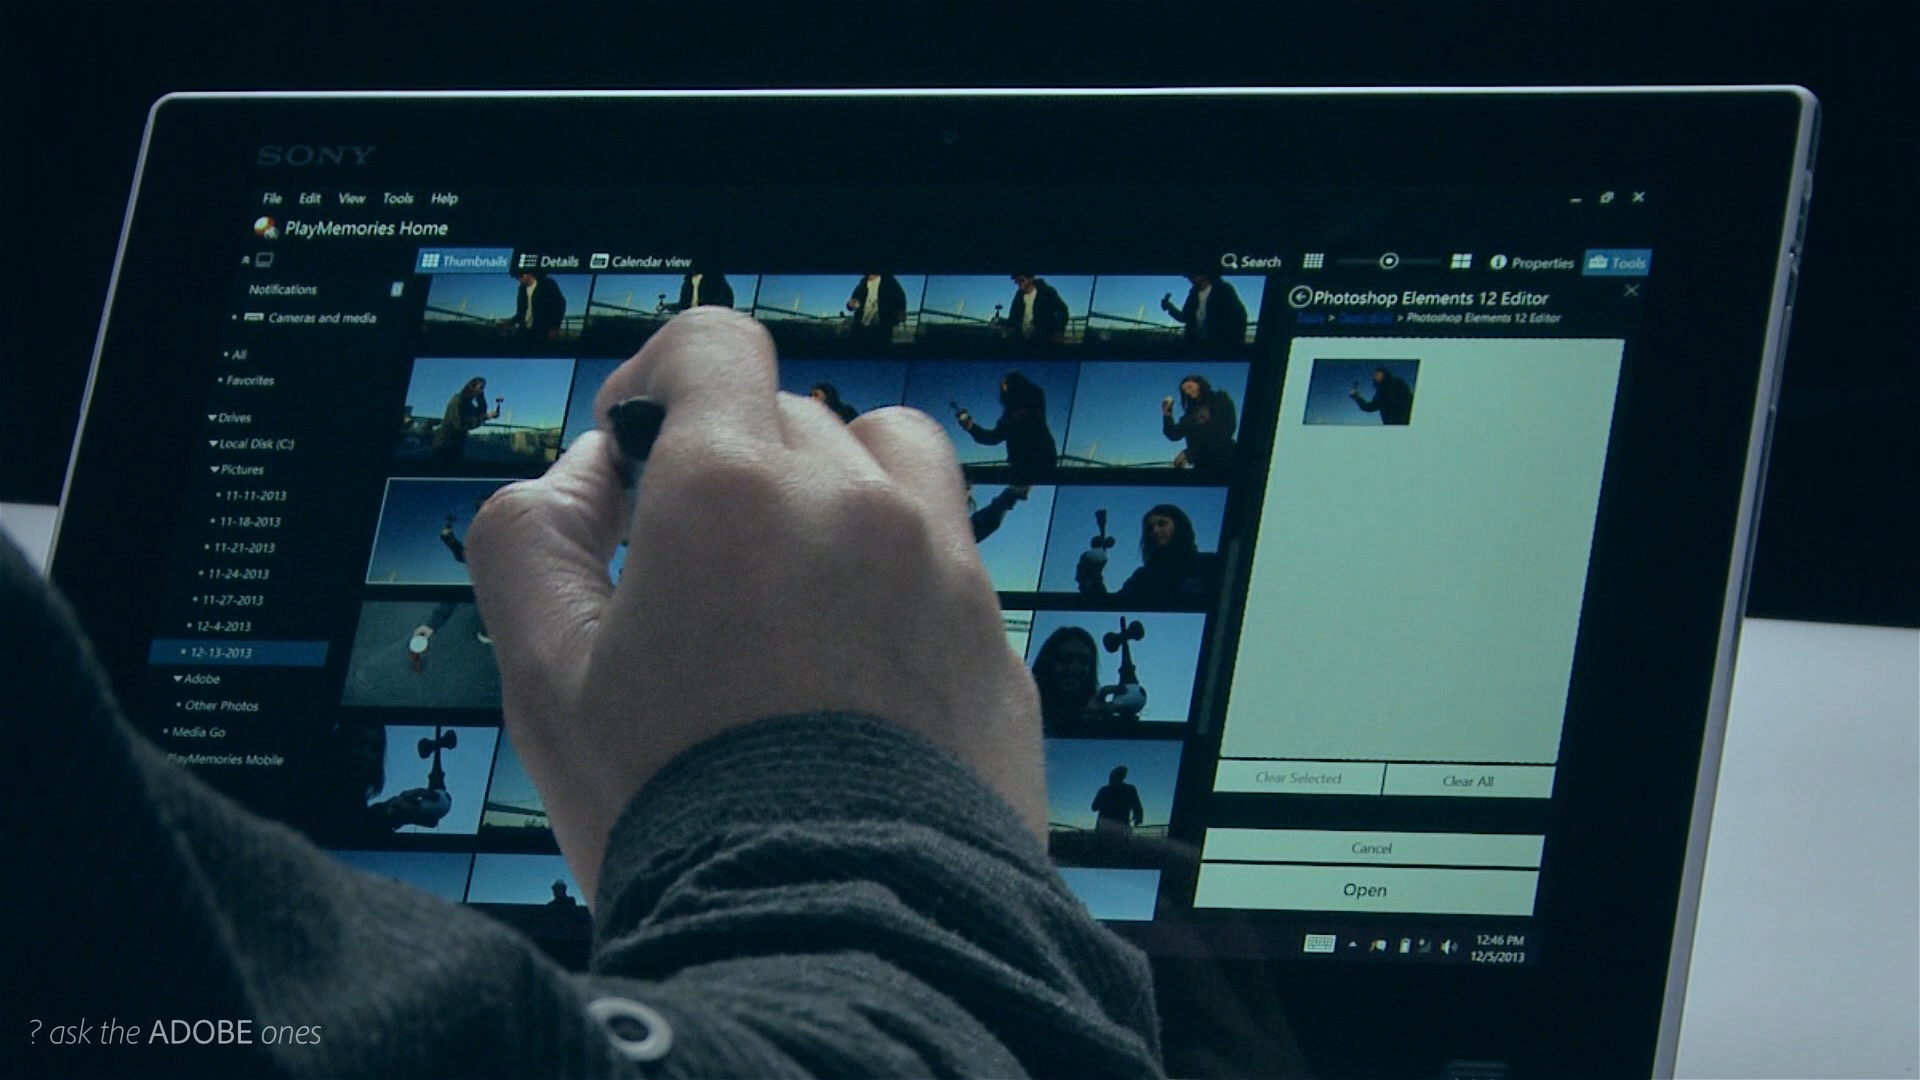 SONY
File Edit View Tools Help
PlayMemories Home
Thumbnails Details Calendar view Search Properties Tools
Notifications
Cameras and media
All
Favorites
Drives
Local Disk (C:)
Pictures
11-11-2013
11-18-2013
11-21-2013
11-24-2013
11-27-2013
12-4-2013
12-13-2013
Adobe
Other Photos
Media Go
PlayMemories Mobile
Photoshop Elements 12 Editor
> > Photoshop Elements 12 Editor
Clear Selected Clear All
Cancel
Open
12:46 PM
12/5/2013
? ask the ADOBE ones